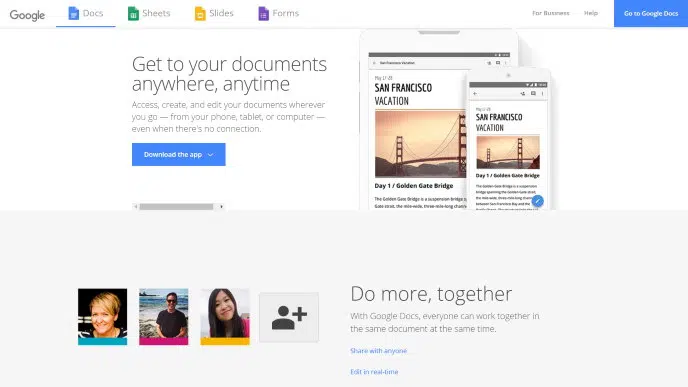 Google
Docs
Sheets
Slides
Forms
For Business
Help
Go to Google Docs
Get to your documents
anywhere, anytime
Access, create, and edit your documents wherever
you go — from your phone, tablet, or computer —
even when there's no connection.
Download the app
San Francisco Vacation
May 17-20
SAN FRANCISCO
VACATION
Day 1 / Golden Gate Bridge
The Golden Gate Bridge is a suspension bridge spanning
Gate strait, the mile-wide, three-mile-long channel
SAN FRANCISCO
VACATION
Day 1 / Golden Gate Bridge
The Golden Gate Bridge is a suspension
bridge spanning the Golden Gate
strait, the mile-wide, three-mile-long channel
between San Francisco Bay and the
Do more, together
With Google Docs, everyone can work together in
the same document at the same time.
Share with anyone
Edit in real-time